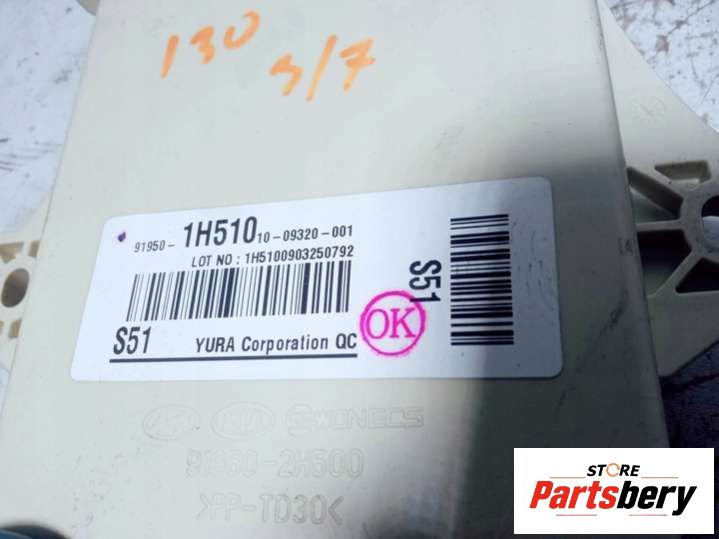 130
3/7
91950- 1H510 10-09320-001
LOT NO : 1H5100903250792
S51
YURA Corporation QC
S51
OK
KIA
91950-2H500
>PP-TD30<
STORE
Partsbery